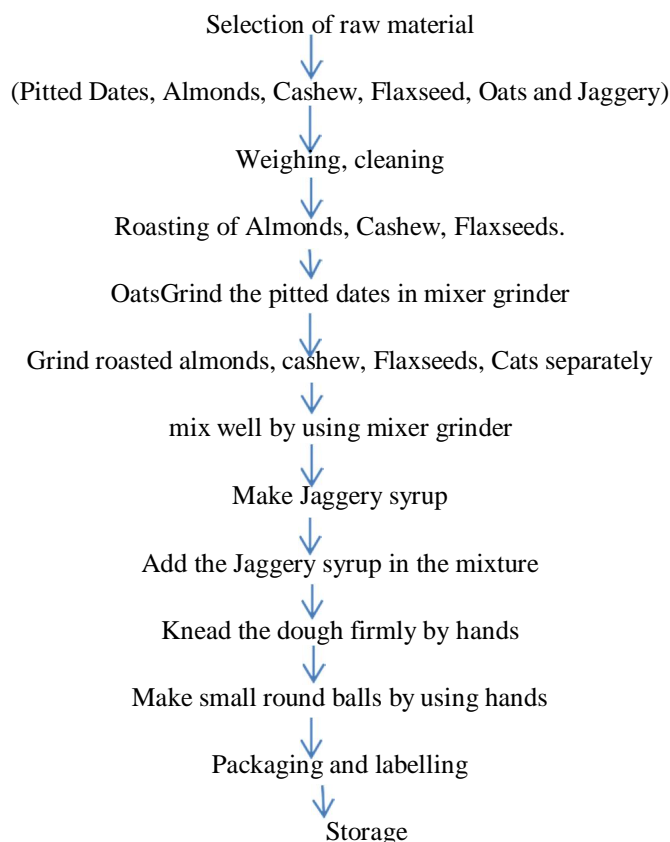 Selection of raw material
(Pitted Dates, Almonds, Cashew, Flaxseed, Oats and Jaggery)
Weighing, cleaning
Roasting of Almonds, Cashew, Flaxseeds.
OatsGrind the pitted dates in mixer grinder
Grind roasted almonds, cashew, Flaxseeds, Cats separately
mix well by using mixer grinder
Make Jaggery syrup
Add the Jaggery syrup in the mixture
Knead the dough firmly by hands
Make small round balls by using hands
Packaging and labelling
Storage